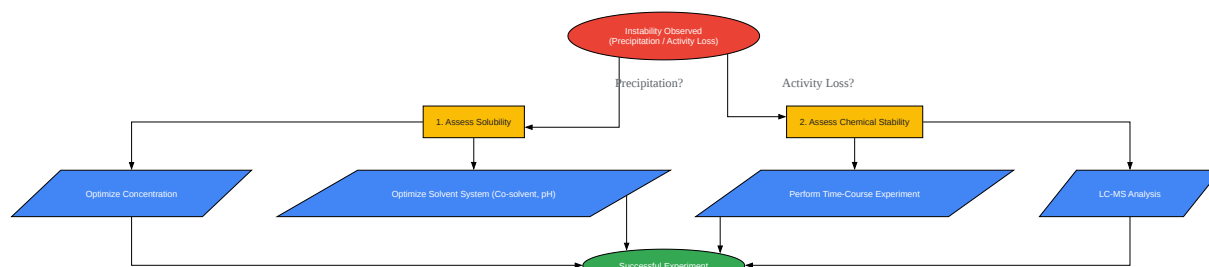 Instability Observed
(Precipitation / Activity Loss)
Precipitation?
Activity Loss?
1. Assess Solubility
2. Assess Chemical Stability
Optimize Concentration
Optimize Solvent System (Co-solvent, pH)
Perform Time-Course Experiment
LC-MS Analysis
Successful Experiment